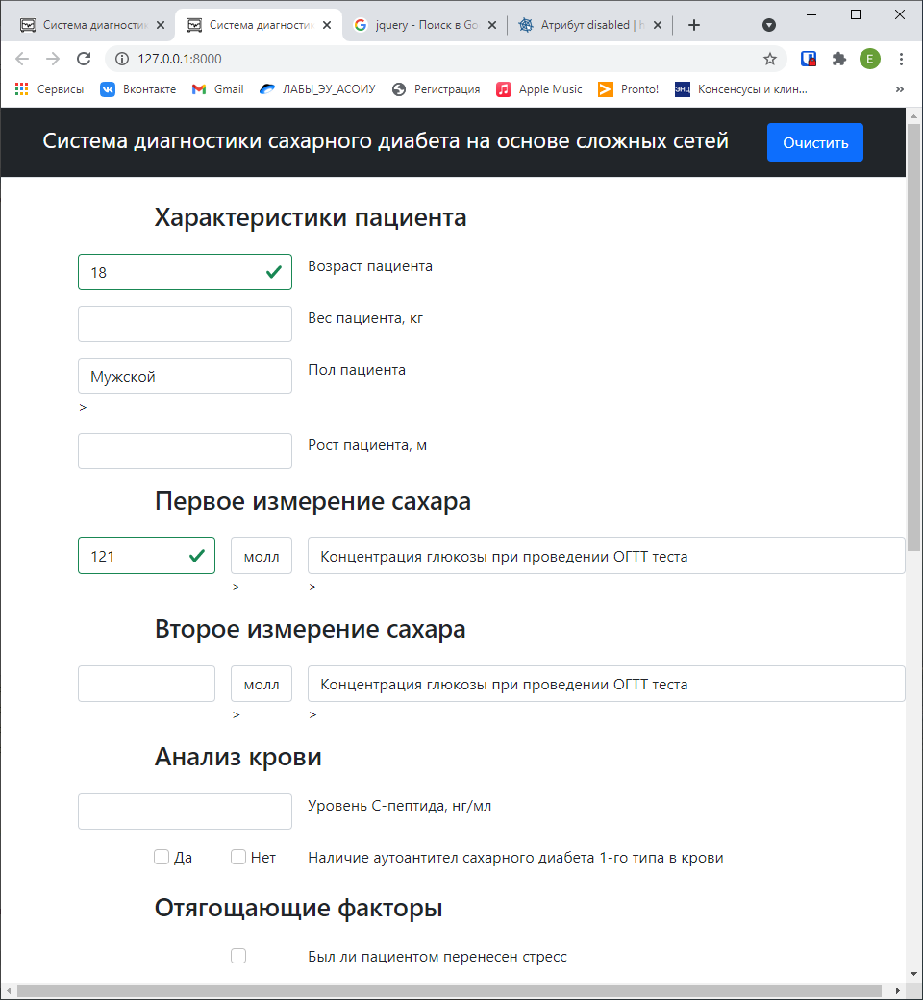 Система диагностик
Система диагностик
jquery - Поиск в Go
Атрибут disabled | h
127.0.0.1:8000
E
Сервисы
Вконтакте
Gmail
ЛАБЫ_ЭУ_АСОИУ
Регистрация
Apple Music
Pronto!
ЭНЦ
Консенсусы и клин...
»
Система диагностики сахарного диабета на основе сложных сетей
Очистить
Характеристики пациента
18
Возраст пациента
Вес пациента, кг
Мужской
Пол пациента
>
Рост пациента, м
Первое измерение сахара
121
молл
Концентрация глюкозы при проведении ОГТТ теста
> >
Второе измерение сахара
молл
Концентрация глюкозы при проведении ОГТТ теста
> >
Анализ крови
Уровень С-пептида, нг/мл
Да
Нет
Наличие аутоантител сахарного диабета 1-го типа в крови
Отягощающие факторы
Был ли пациентом перенесен стресс